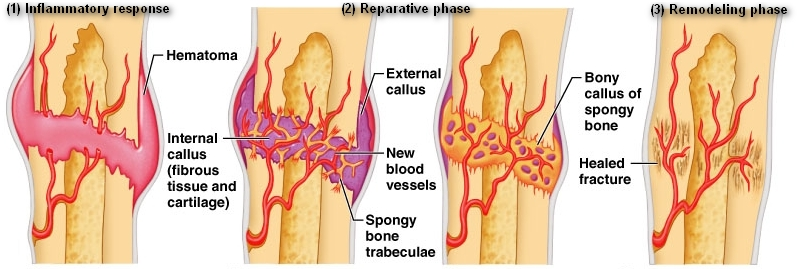 (1) Inflammatory response
(2) Reparative phase
(3) Remodeling phase
Hematoma
External
callus
Bony
callus of
spongy
bone
Internal
callus
(fibrous
tissue and
cartilage)
New
blood
vessels
Healed
fracture
Spongy
bone
trabeculae